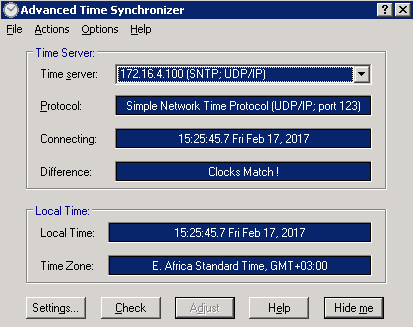 Advanced Time Synchronizer
File Actions Options Help
Time Server:
Time server: 172.16.4.100 (SNTP; UDP/IP)
Protocol: Simple Network Time Protocol (UDP/IP; port 123)
Connecting: 15:25:45.7 Fri Feb 17, 2017
Difference: Clocks Match !
Local Time:
Local Time: 15:25:45.7 Fri Feb 17, 2017
Time Zone: E. Africa Standard Time, GMT+03:00
Settings... Check Adjust Help Hide me